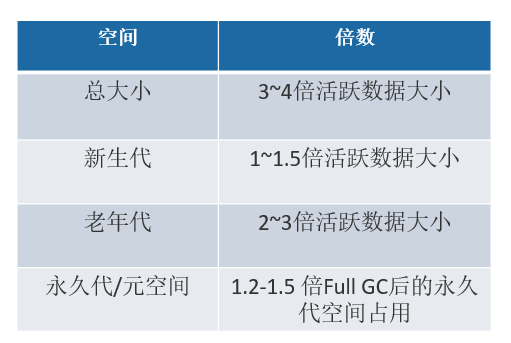 空间 倍数
总大小 3~4倍活跃数据大小
新生代 1~1.5倍活跃数据大小
老年代 2~3倍活跃数据大小
永久代/元空间 1.2-1.5 倍Full GC后的永久
代空间占用